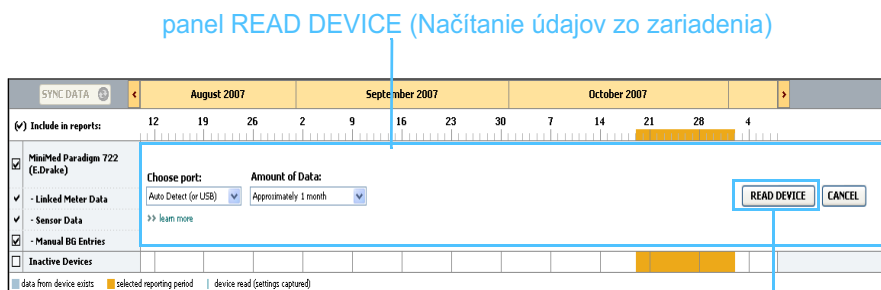 panel READ DEVICE (Načítanie údajov zo zariadenia)
SYNC DATA
August 2007 September 2007 October 2007
(✓) Include in reports: 12 19 26 2 9 16 23 30 7 14 21 28 4
MiniMed Paradigm 722
(E.Drake)
Choose port: Amount of Data:
Auto Detect (or USB) Approximately 1 month READ DEVICE CANCEL
- Linked Meter Data
- Sensor Data >> learn more
- Manual BG Entries
Inactive Devices
data from device exists selected reporting period device read (settings captured)